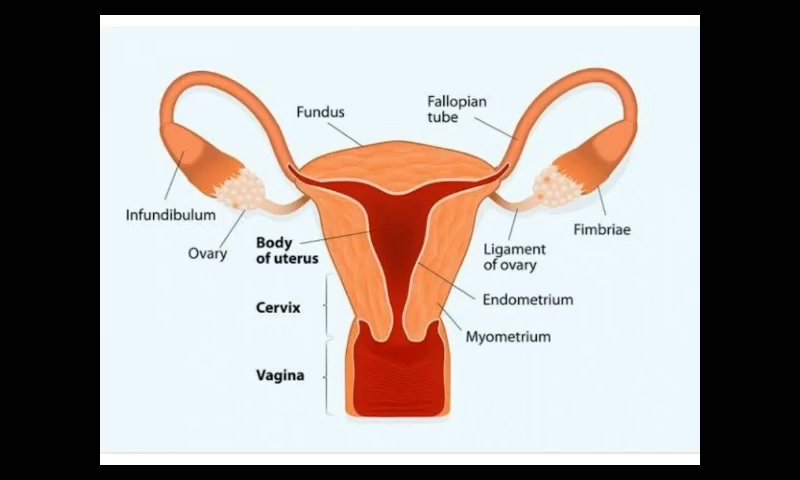 Fundus
Fallopian
tube
Infundibulum
Ovary
Body
of uterus
Ligament
of ovary
Fimbriae
Cervix
Endometrium
Myometrium
Vagina